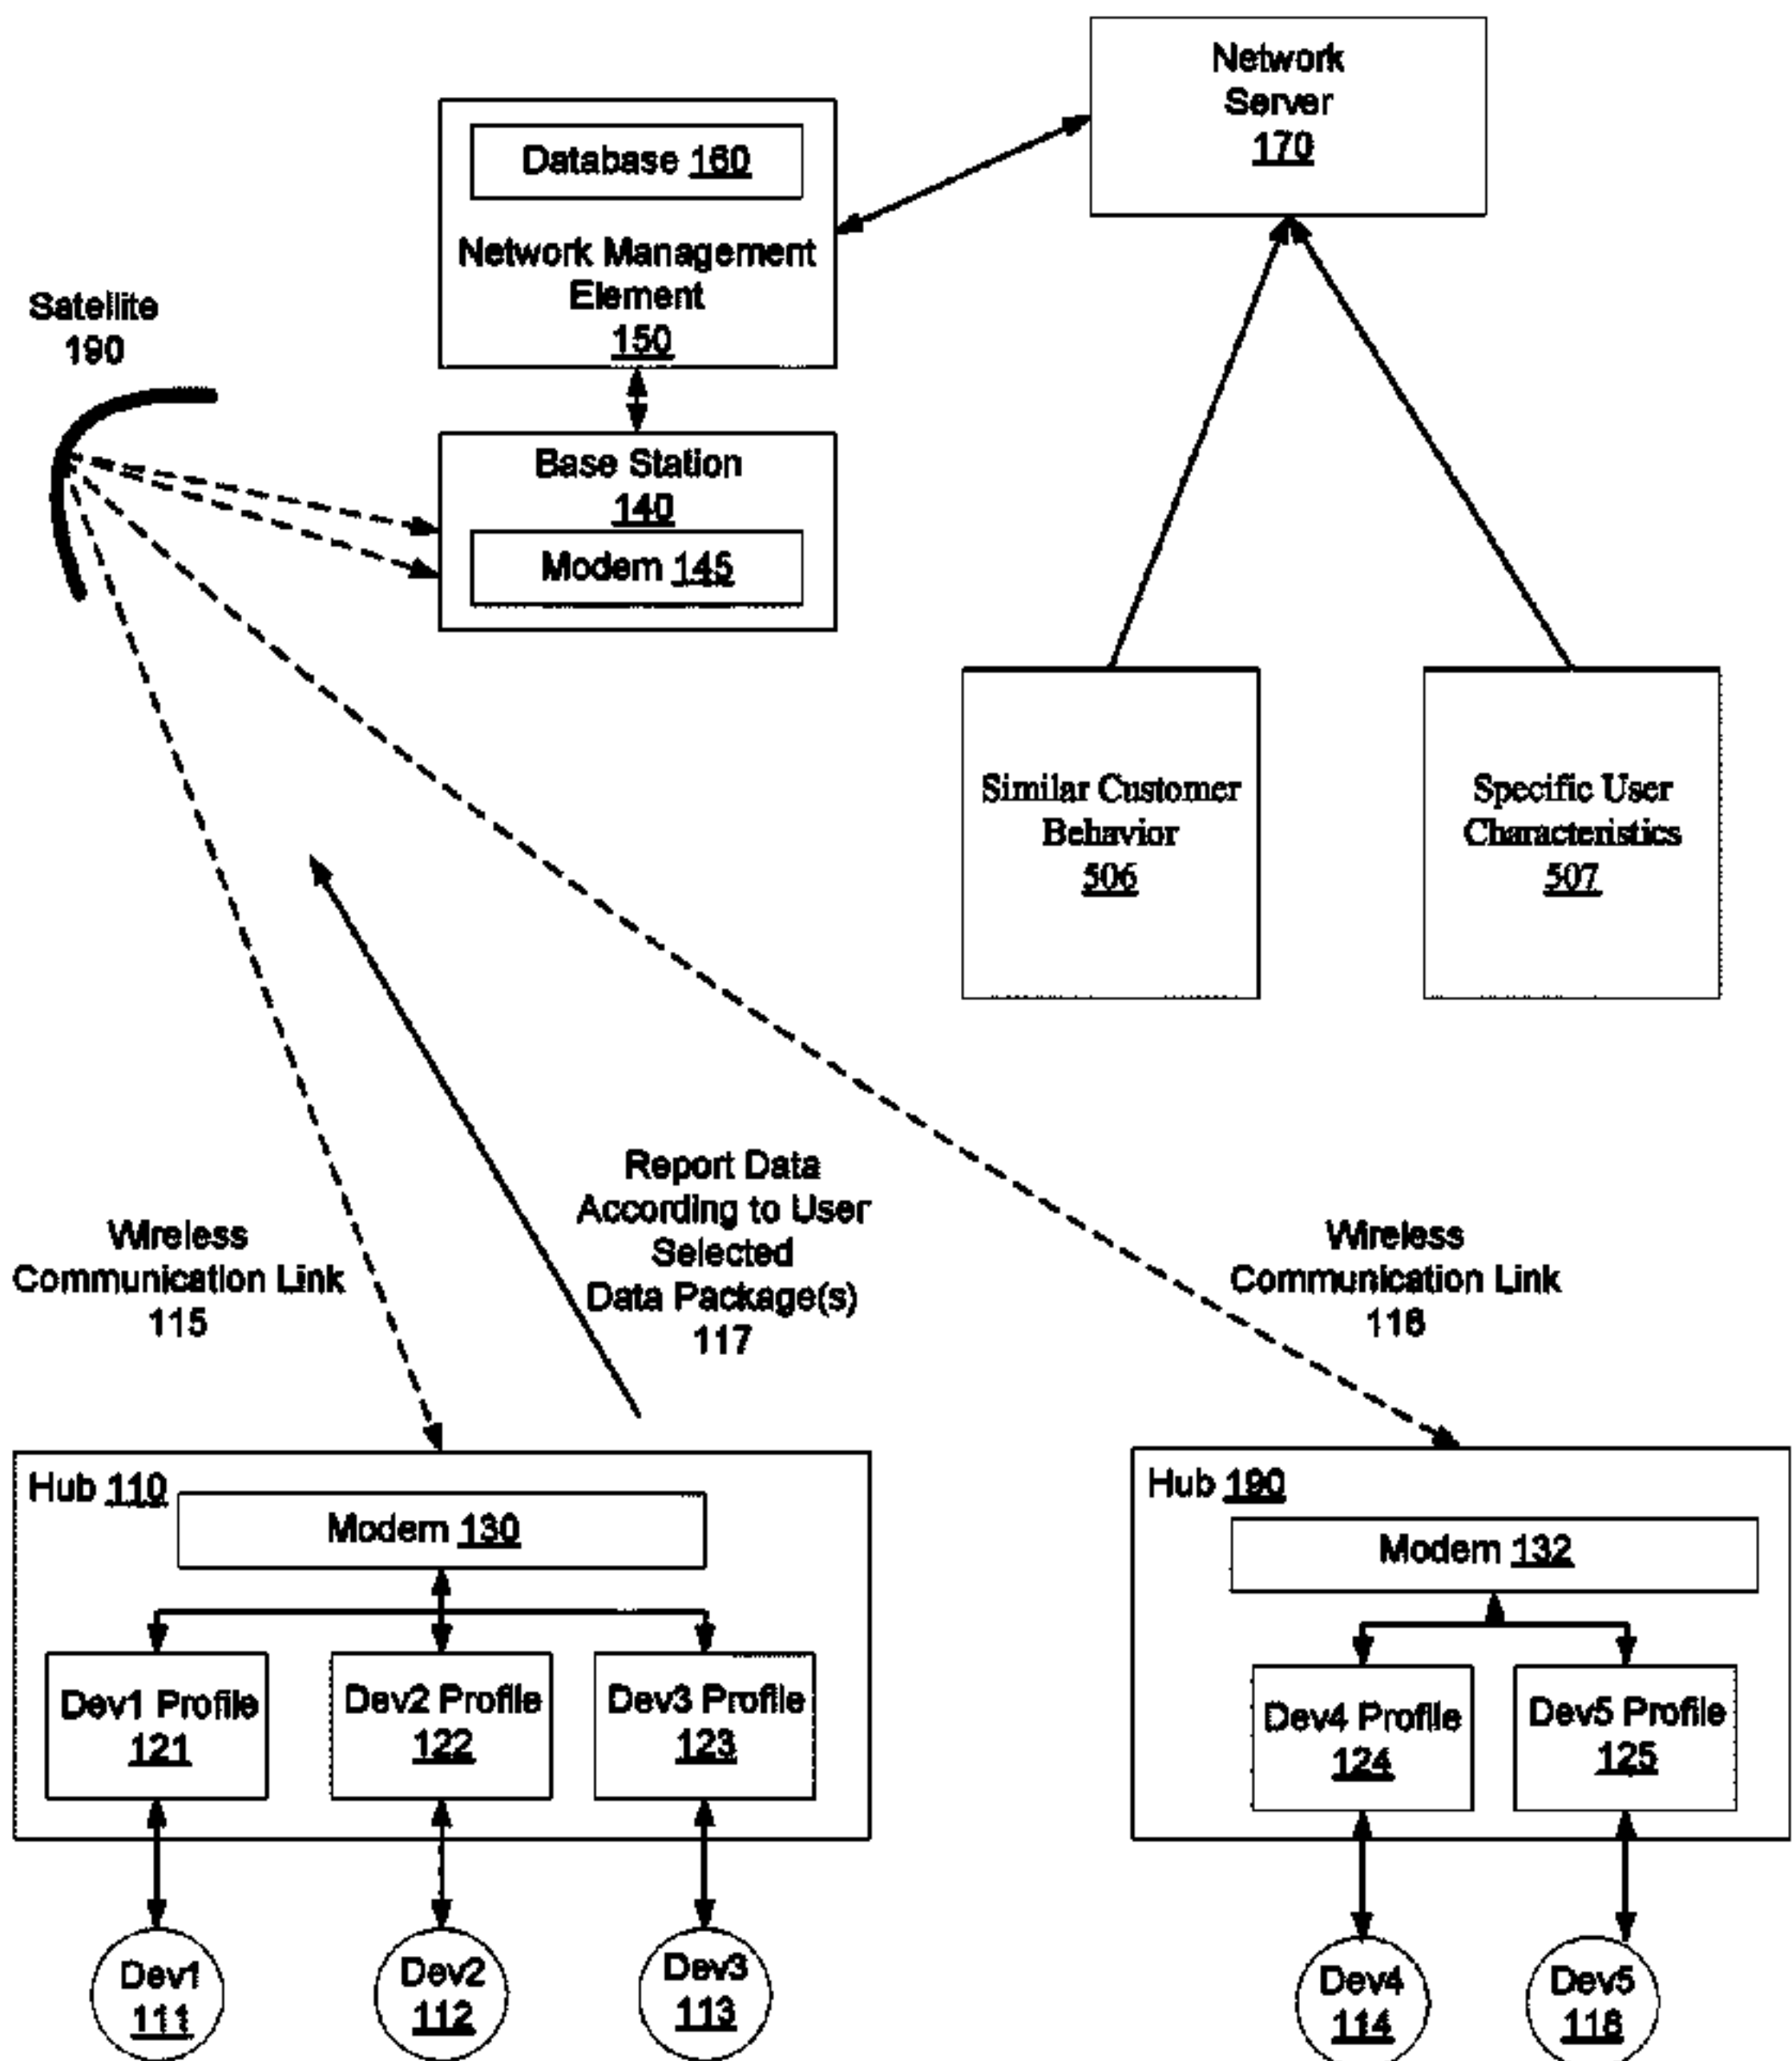 Network
Server
170
Database 160
Network Management
Element
150
Satellite
190
Base Station
140
Modem 145
Similar Customer
Behavior
506
Specific User
Characteristics
507
Report Data
According to User
Selected
Data Package(s)
117
Wireless
Communication Link
115
Wireless
Communication Link
116
Hub 110
Modem 130
Dev1 Profile
121
Dev2 Profile
122
Dev3 Profile
123
Hub 190
Modem 132
Dev4 Profile
124
Dev5 Profile
125
Dev1
111
Dev2
112
Dev3
113
Dev4
114
Dev5
118